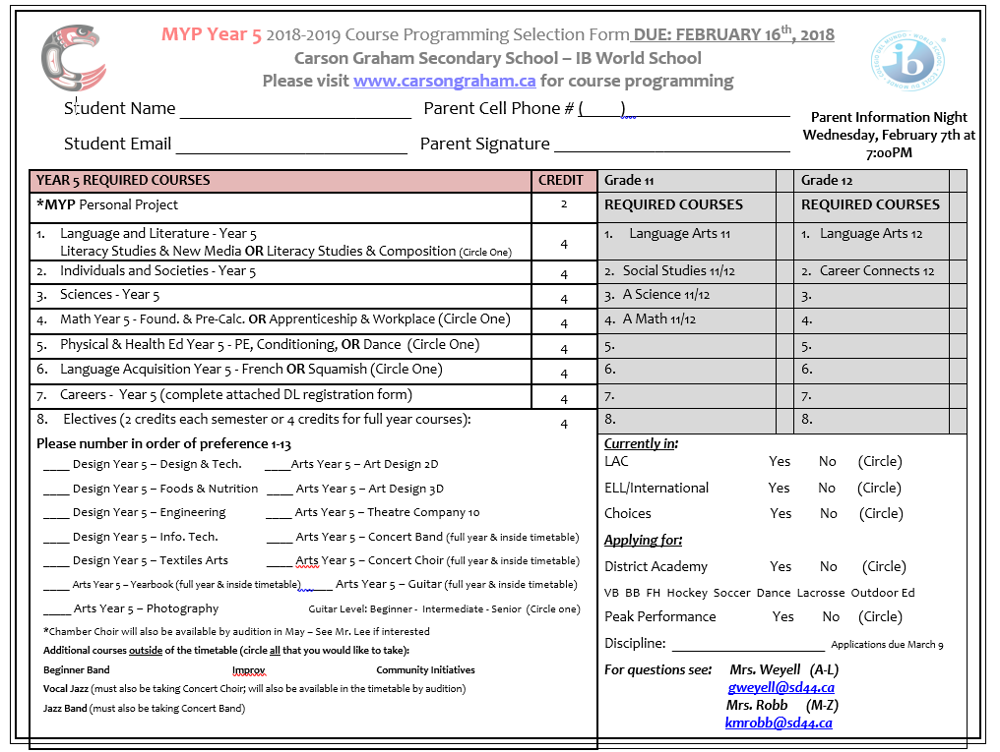 MYP Year 5 2018-2019 Course Programming Selection Form DUE: FEBRUARY 16th, 2018
Carson Graham Secondary School – IB World School
Please visit www.carsongraham.ca for course programming
Student Name ________________________ Parent Cell Phone # (       )____________________
Student Email ________________________ Parent Signature ________________________
Parent Information Night
Wednesday, February 7th at
7:00PM
YEAR 5 REQUIRED COURSES CREDIT Grade 11 Grade 12
*MYP Personal Project 2 REQUIRED COURSES REQUIRED COURSES
1. Language and Literature - Year 5
Literacy Studies & New Media OR Literacy Studies & Composition (Circle One) 4 1. Language Arts 11 1. Language Arts 12
2. Individuals and Societies - Year 5 4 2. Social Studies 11/12 2. Career Connects 12
3. Sciences - Year 5 4 3. A Science 11/12 3.
4. Math Year 5 - Found. & Pre-Calc. OR Apprenticeship & Workplace (Circle One) 4 4. A Math 11/12 4.
5. Physical & Health Ed Year 5 - PE, Conditioning, OR Dance (Circle One) 4 5. 5.
6. Language Acquisition Year 5 - French OR Squamish (Circle One) 4 6. 6.
7. Careers - Year 5 (complete attached DL registration form) 4 7. 7.
8. Electives (2 credits each semester or 4 credits for full year courses): 4 8. 8.
Please number in order of preference 1-13
____ Design Year 5 – Design & Tech. ____Arts Year 5 – Art Design 2D
____ Design Year 5 – Foods & Nutrition ____ Arts Year 5 – Art Design 3D
____ Design Year 5 – Engineering ____ Arts Year 5 – Theatre Company 10
____ Design Year 5 – Info. Tech. ____ Arts Year 5 – Concert Band (full year & inside timetable)
____ Design Year 5 – Textiles Arts ____ Arts Year 5 – Concert Choir (full year & inside timetable)
____ Arts Year 5 – Yearbook (full year & inside timetable) ____ Arts Year 5 – Guitar (full year & inside timetable)
____ Arts Year 5 – Photography Guitar Level: Beginner - Intermediate - Senior (Circle one)
*Chamber Choir will also be available by audition in May – See Mr. Lee if interested
Additional courses outside of the timetable (circle all that you would like to take):
Beginner Band Improv Community Initiatives
Vocal Jazz (must also be taking Concert Choir; will also be available in the timetable by audition)
Jazz Band (must also be taking Concert Band)
Currently in:
LAC Yes No (Circle)
ELL/International Yes No (Circle)
Choices Yes No (Circle)
Applying for:
District Academy Yes No (Circle)
VB BB FH Hockey Soccer Dance Lacrosse Outdoor Ed
Peak Performance Yes No (Circle)
Discipline: ____________________ Applications due March 9
For questions see: Mrs. Weyell (A-L)
gweyell@sd44.ca
Mrs. Robb (M-Z)
kmrobb@sd44.ca